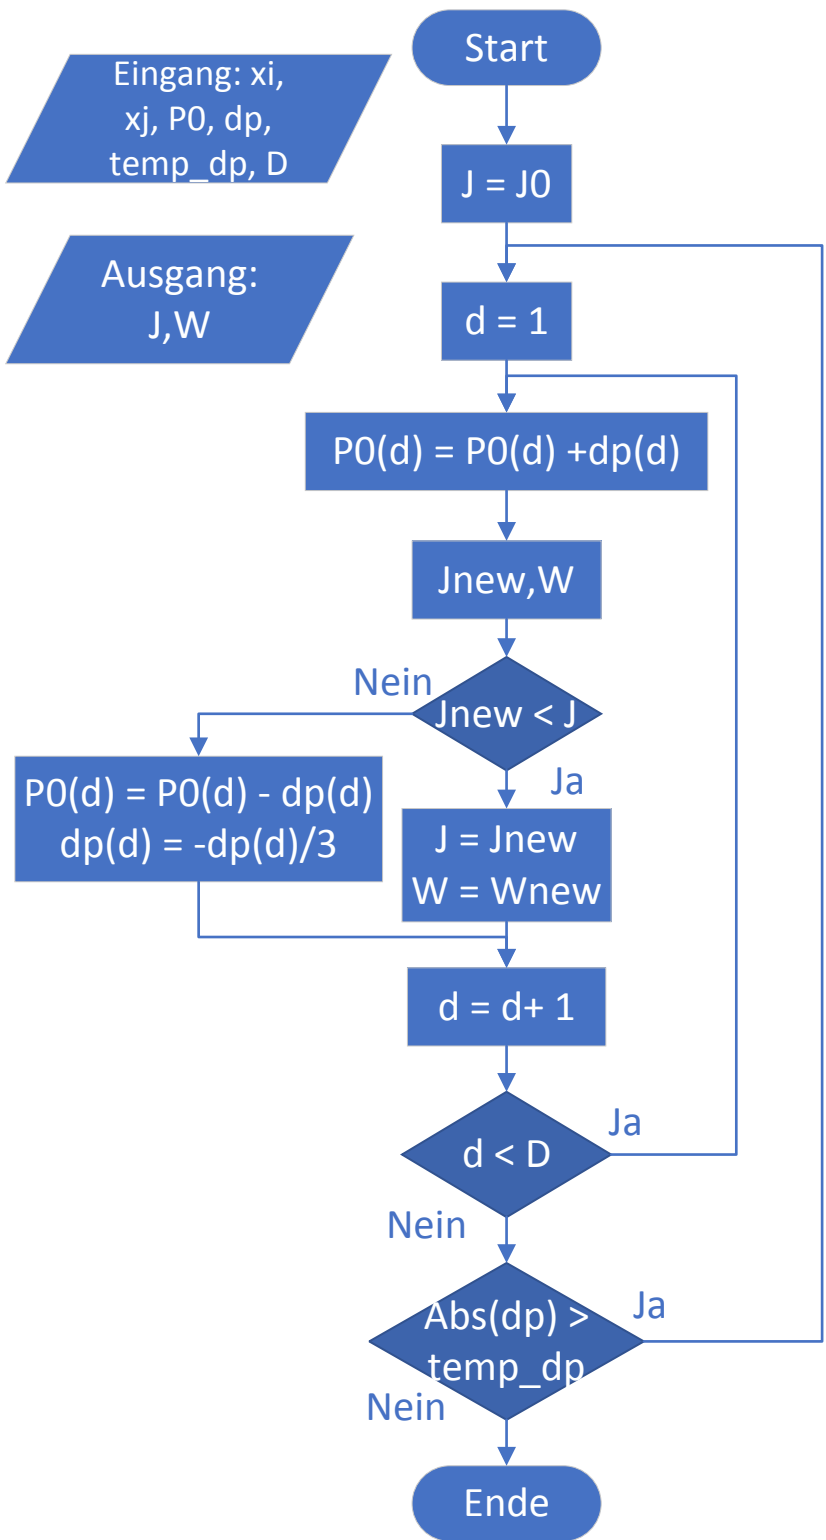 Start
Eingang: xi,
xj, P0, dp,
temp_dp, D
J = J0
Ausgang:
J,W
d = 1
P0(d) = P0(d) +dp(d)
Jnew,W
Nein
Jnew < J
Ja
P0(d) = P0(d) - dp(d)
dp(d) = -dp(d)/3
J = Jnew
W = Wnew
d = d+ 1
Ja
d < D
Nein
Ja
Abs(dp) >
temp_dp
Nein
Ende